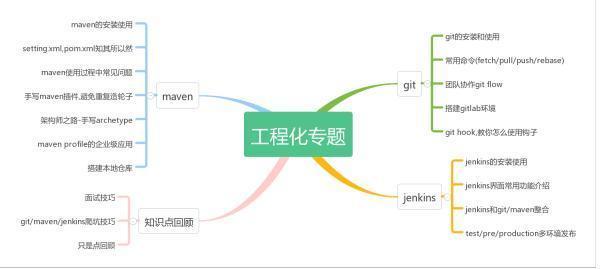 工程化专题
maven
maven的安装使用
setting.xml,pom.xml知其所以然
maven使用过程中常见问题
手写maven插件,避免重复造轮子
架构师之路-手写archetype
maven profile的企业级应用
搭建本地仓库
知识点回顾
面试技巧
git/maven/jenkins爬坑技巧
只是点回顾
git
git的安装和使用
常用命令(fetch/pull/push/rebase)
团队协作git flow
搭建gitlab环境
git hook,教你怎么使用钩子
jenkins
jenkins的安装使用
jenkins界面常用功能介绍
jenkins和git/maven整合
test/pre/production多环境发布